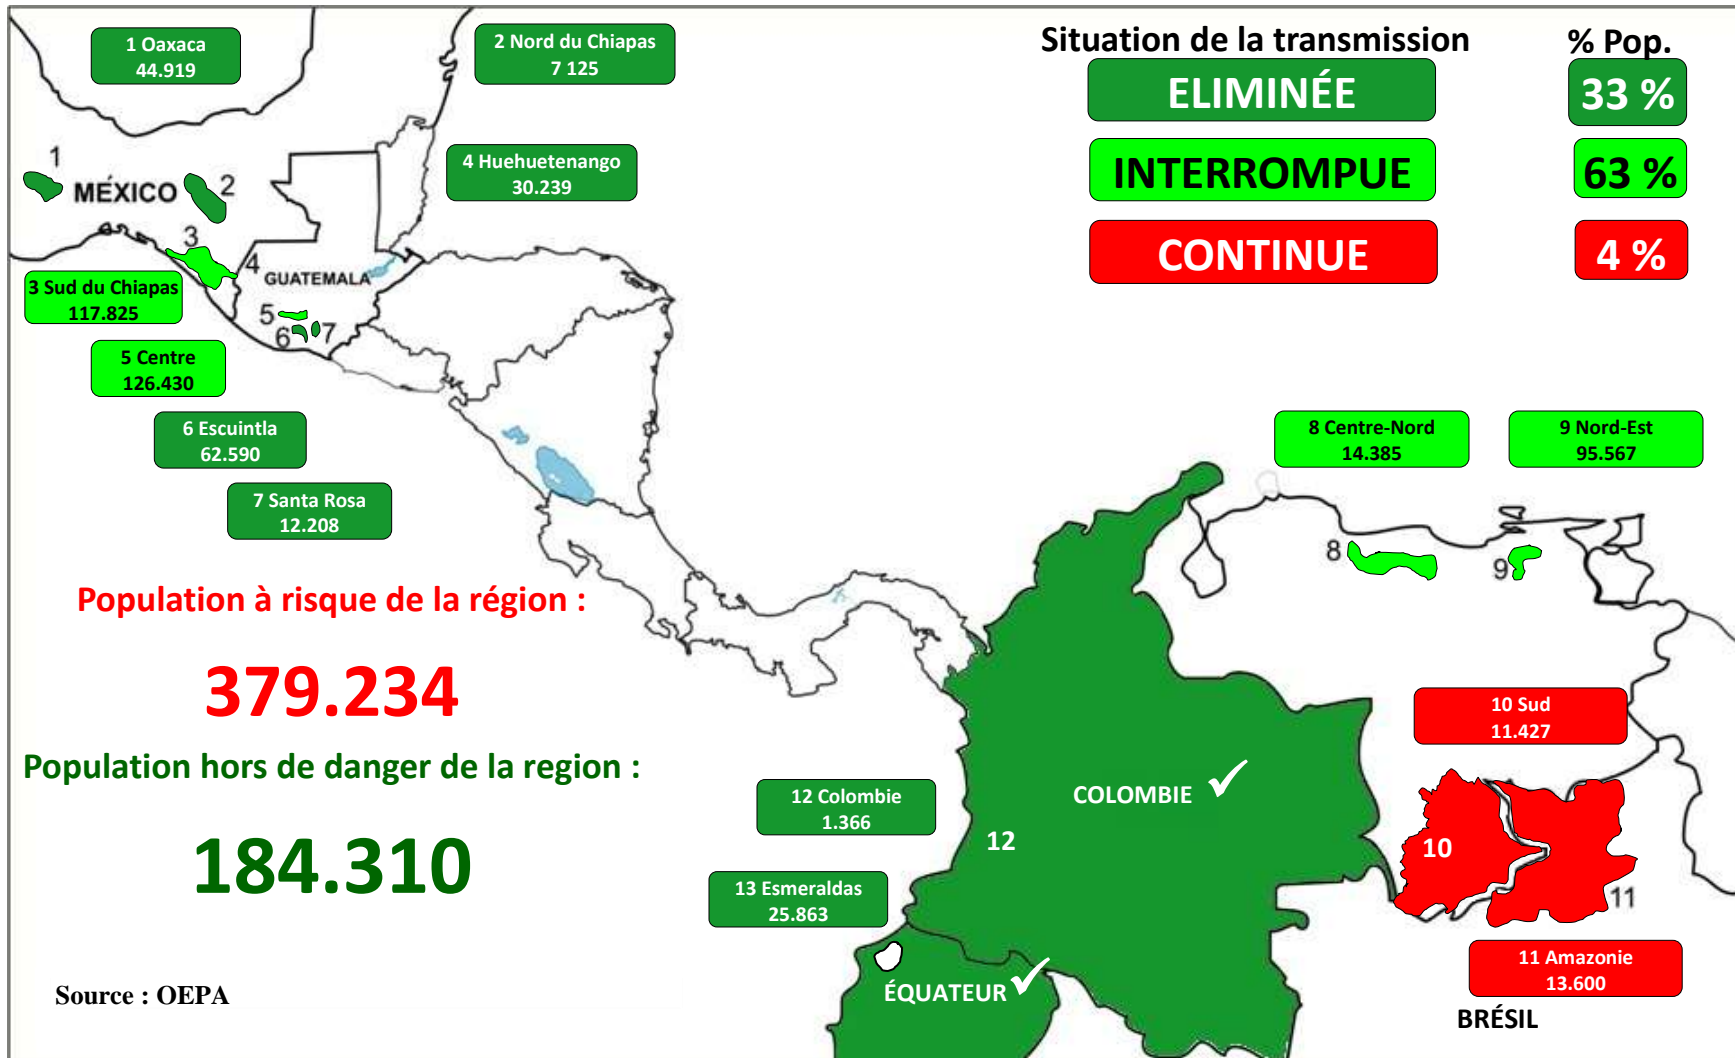 1 Oaxaca
44.919
2 Nord du Chiapas
7 125
Situation de la transmission
% Pop.
ELIMINÉE
33 %
INTERROMPUE
63 %
CONTINUE
4 %
4 Huehuetenango
30.239
1
MÉXICO
2
3
4
GUATEMALA
3 Sud du Chiapas
117.825
5
6
7
5 Centre
126.430
6 Escuintla
62.590
7 Santa Rosa
12.208
8 Centre-Nord
14.385
9 Nord-Est
95.567
8
9
Population à risque de la région :
379.234
Population hors de danger de la region :
184.310
10 Sud
11.427
12 Colombie
1.366
COLOMBIE
12
10
11
13 Esmeraldas
25.863
ÉQUATEUR
11 Amazonie
13.600
BRÉSIL
Source : OEPA